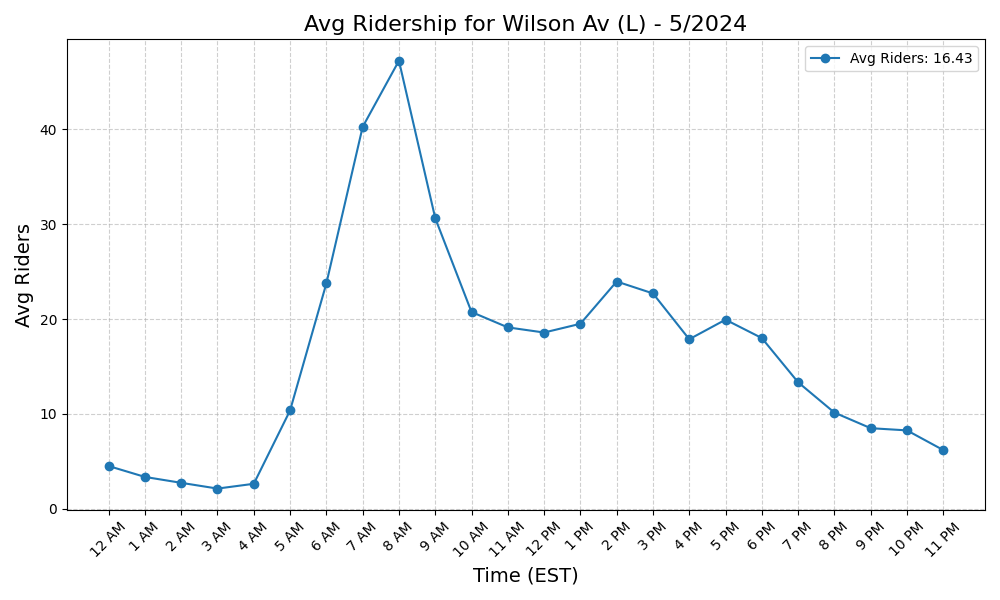 Avg Ridership for Wilson Av (L) - 5/2024
Avg Riders: 16.43
Avg Riders
40
30
20
10
0
12 AM 1 AM 2 AM 3 AM 4 AM 5 AM 6 AM 7 AM 8 AM 9 AM 10 AM 11 AM 12 PM 1 PM 2 PM 3 PM 4 PM 5 PM 6 PM 7 PM 8 PM 9 PM 10 PM 11 PM
Time (EST)